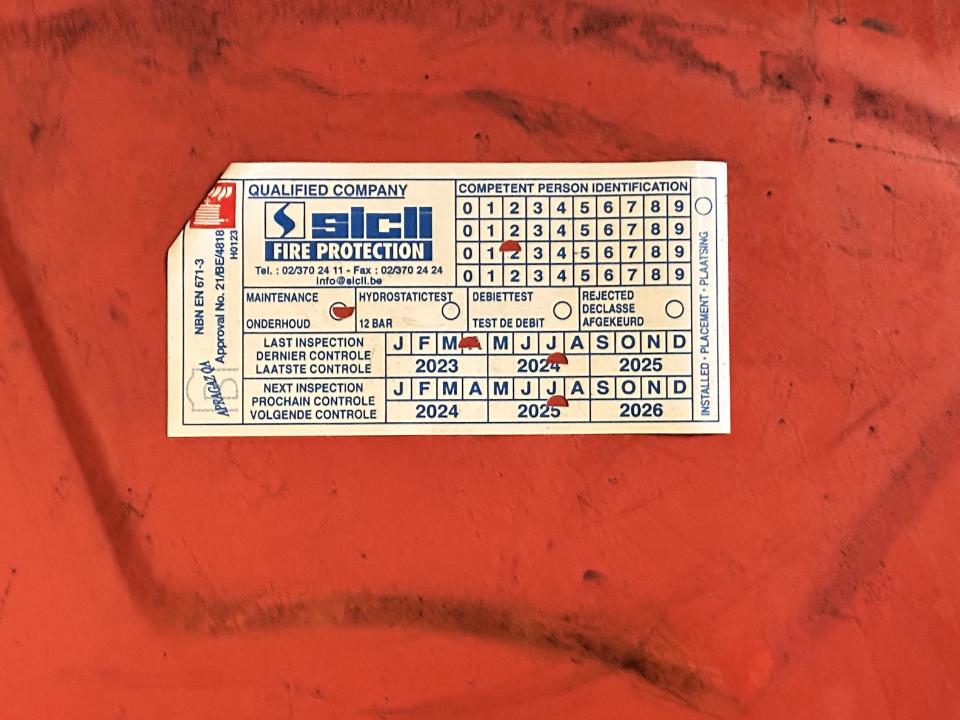 QUALIFIED COMPANY
sicli
FIRE PROTECTION
Tel. : 02/370 24 11 - Fax : 02/370 24 24
info@sicli.be
COMPETENT PERSON IDENTIFICATION
0 1 2 3 4 5 6 7 8 9
0 1 2 3 4 5 6 7 8 9
0 1 2 3 4 5 6 7 8 9
0 1 2 3 4 5 6 7 8 9
MAINTENANCE
ONDERHOUD
HYDROSTATICTEST
12 BAR
DEBIETTEST
TEST DE DEBIT
REJECTED
DECLASSE
AFGEKEURD
LAST INSPECTION
DERNIER CONTROLE
LAATSTE CONTROLE
J F M M J J A S O N D
2023 2024 2025
NEXT INSPECTION
PROCHAIN CONTROLE
VOLGENDE CONTROLE
J F M A M J J A S O N D
2024 2025 2026
NBN EN 671-3
Approval No. 21/BE/4818
H0123
APRAGAZ QA
INSTALLED • PLACEMENT • PLAATSING